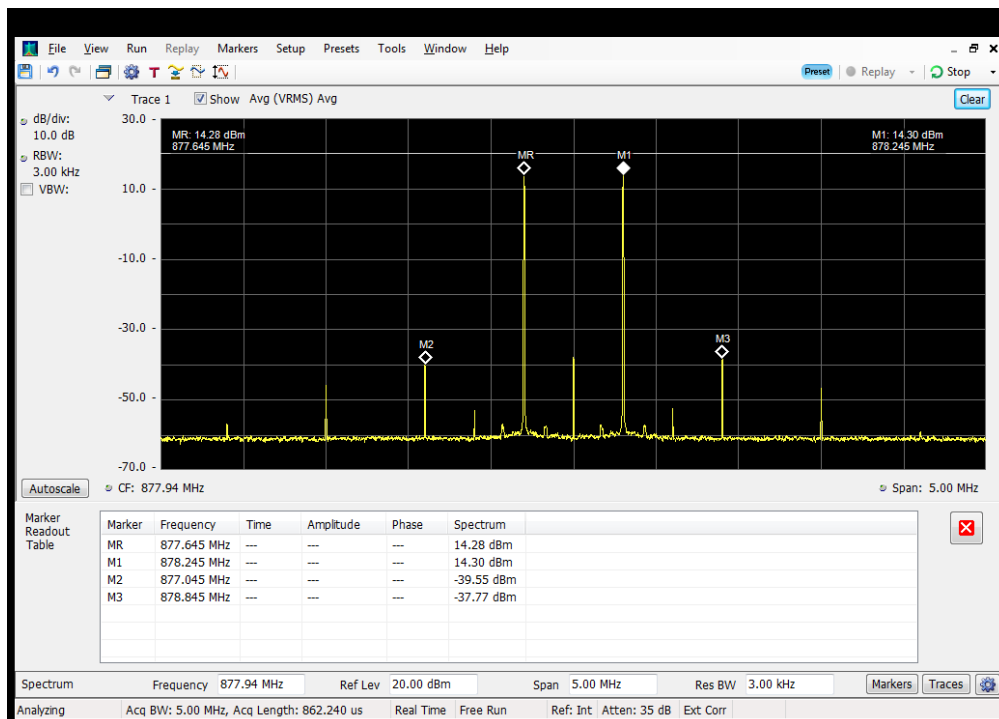 File View Run Replay Markers Setup Presets Tools Window Help
T Preset Replay Stop
Trace 1 Show Avg (VRMS) Avg Clear
dB/div:
10.0 dB
RBW:
3.00 kHz
VBW:
30.0
10.0
-10.0
-30.0
-50.0
-70.0
MR: 14.28 dBm
877.645 MHz
M1: 14.30 dBm
878.245 MHz
MR
M1
M2
M3
Autoscale CF: 877.94 MHz Span: 5.00 MHz
Marker
Readout
Table
Marker Frequency Time Amplitude Phase Spectrum
MR 877.645 MHz --- --- --- 14.28 dBm
M1 878.245 MHz --- --- --- 14.30 dBm
M2 877.045 MHz --- --- --- -39.55 dBm
M3 878.845 MHz --- --- --- -37.77 dBm
Spectrum Frequency 877.94 MHz Ref Lev 20.00 dBm Span 5.00 MHz Res BW 3.00 kHz Markers Traces
Analyzing Acq BW: 5.00 MHz, Acq Length: 862.240 us Real Time Free Run Ref: Int Atten: 35 dB Ext Corr